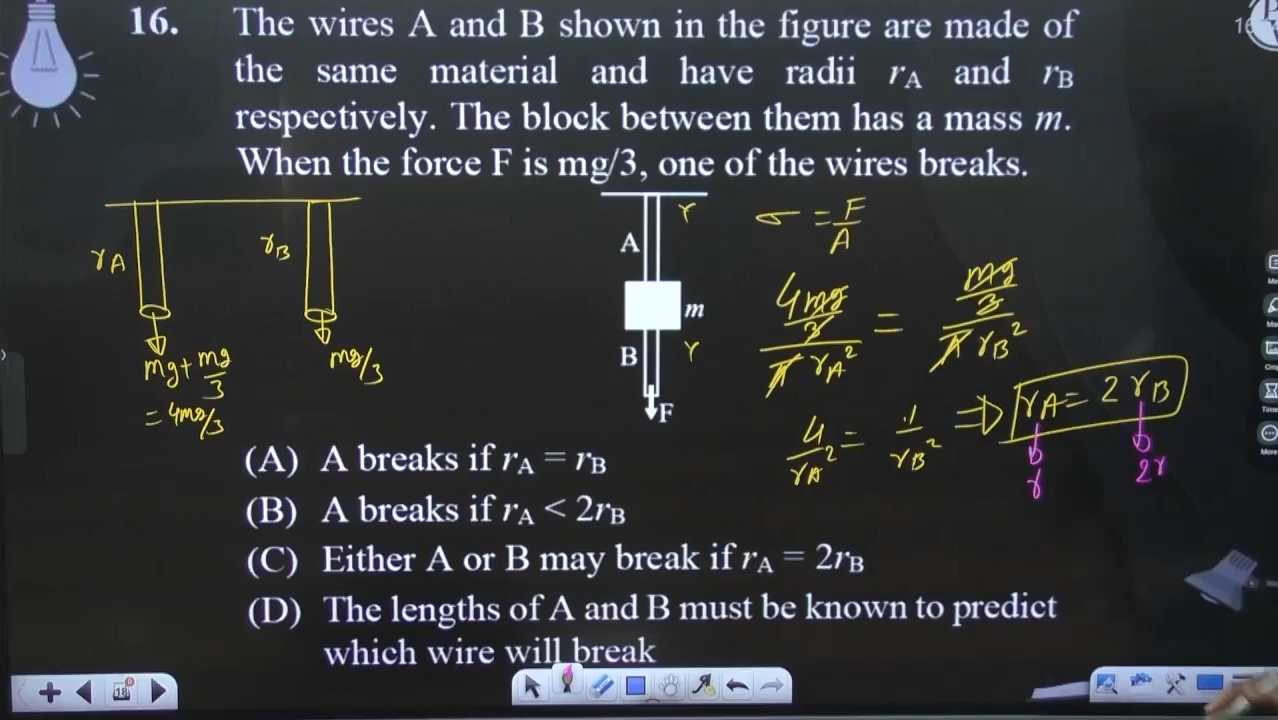 16. The wires A and B shown in the figure are made of
the same material and have radii rA and rB
respectively. The block between them has a mass m.
When the force F is mg/3, one of the wires breaks.
rA
rB
mg + mg/3
= 4mg/3
mg/3
A
r
m
B
r
F
σ = F/A
(4mg/3)/(π rA²) = (mg/3)/(π rB²)
4/rA² = 1/rB² ⇒ rA = 2 rB
r
2r
(A) A breaks if rA = rB
(B) A breaks if rA < 2rB
(C) Either A or B may break if rA = 2rB
(D) The lengths of A and B must be known to predict
which wire will break
18